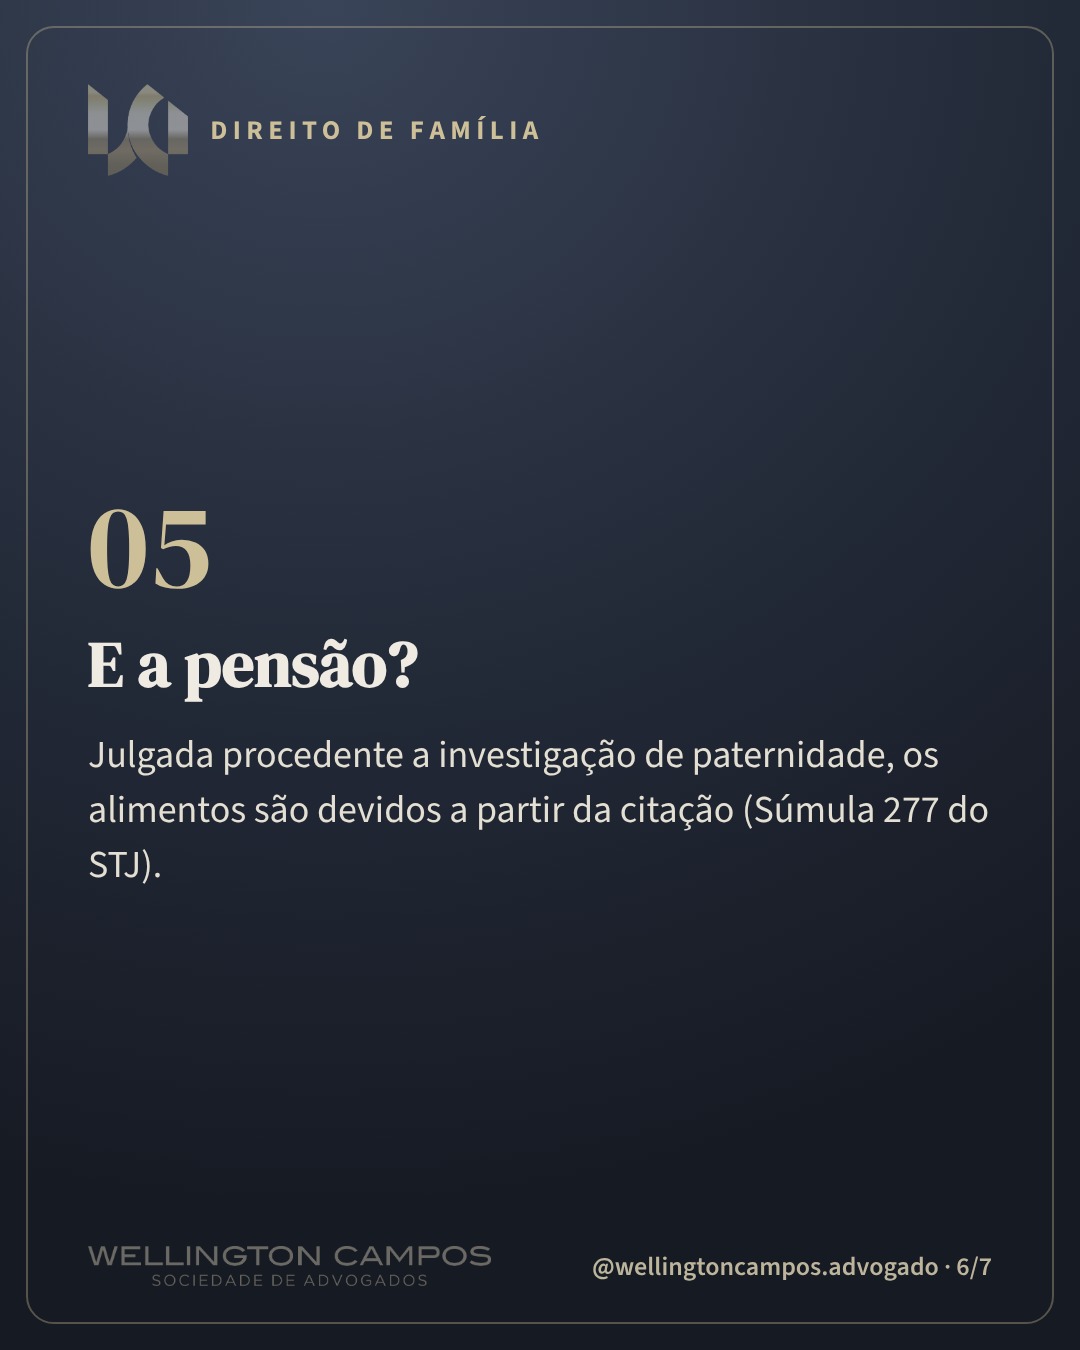 DIREITO DE FAMÍLIA
05
E a pensão?
Julgada procedente a investigação de paternidade, os
alimentos são devidos a partir da citação (Súmula 277 do
STJ).
WELLINGTON CAMPOS
SOCIEDADE DE ADVOGADOS
@wellingtoncampos.advogado · 6/7